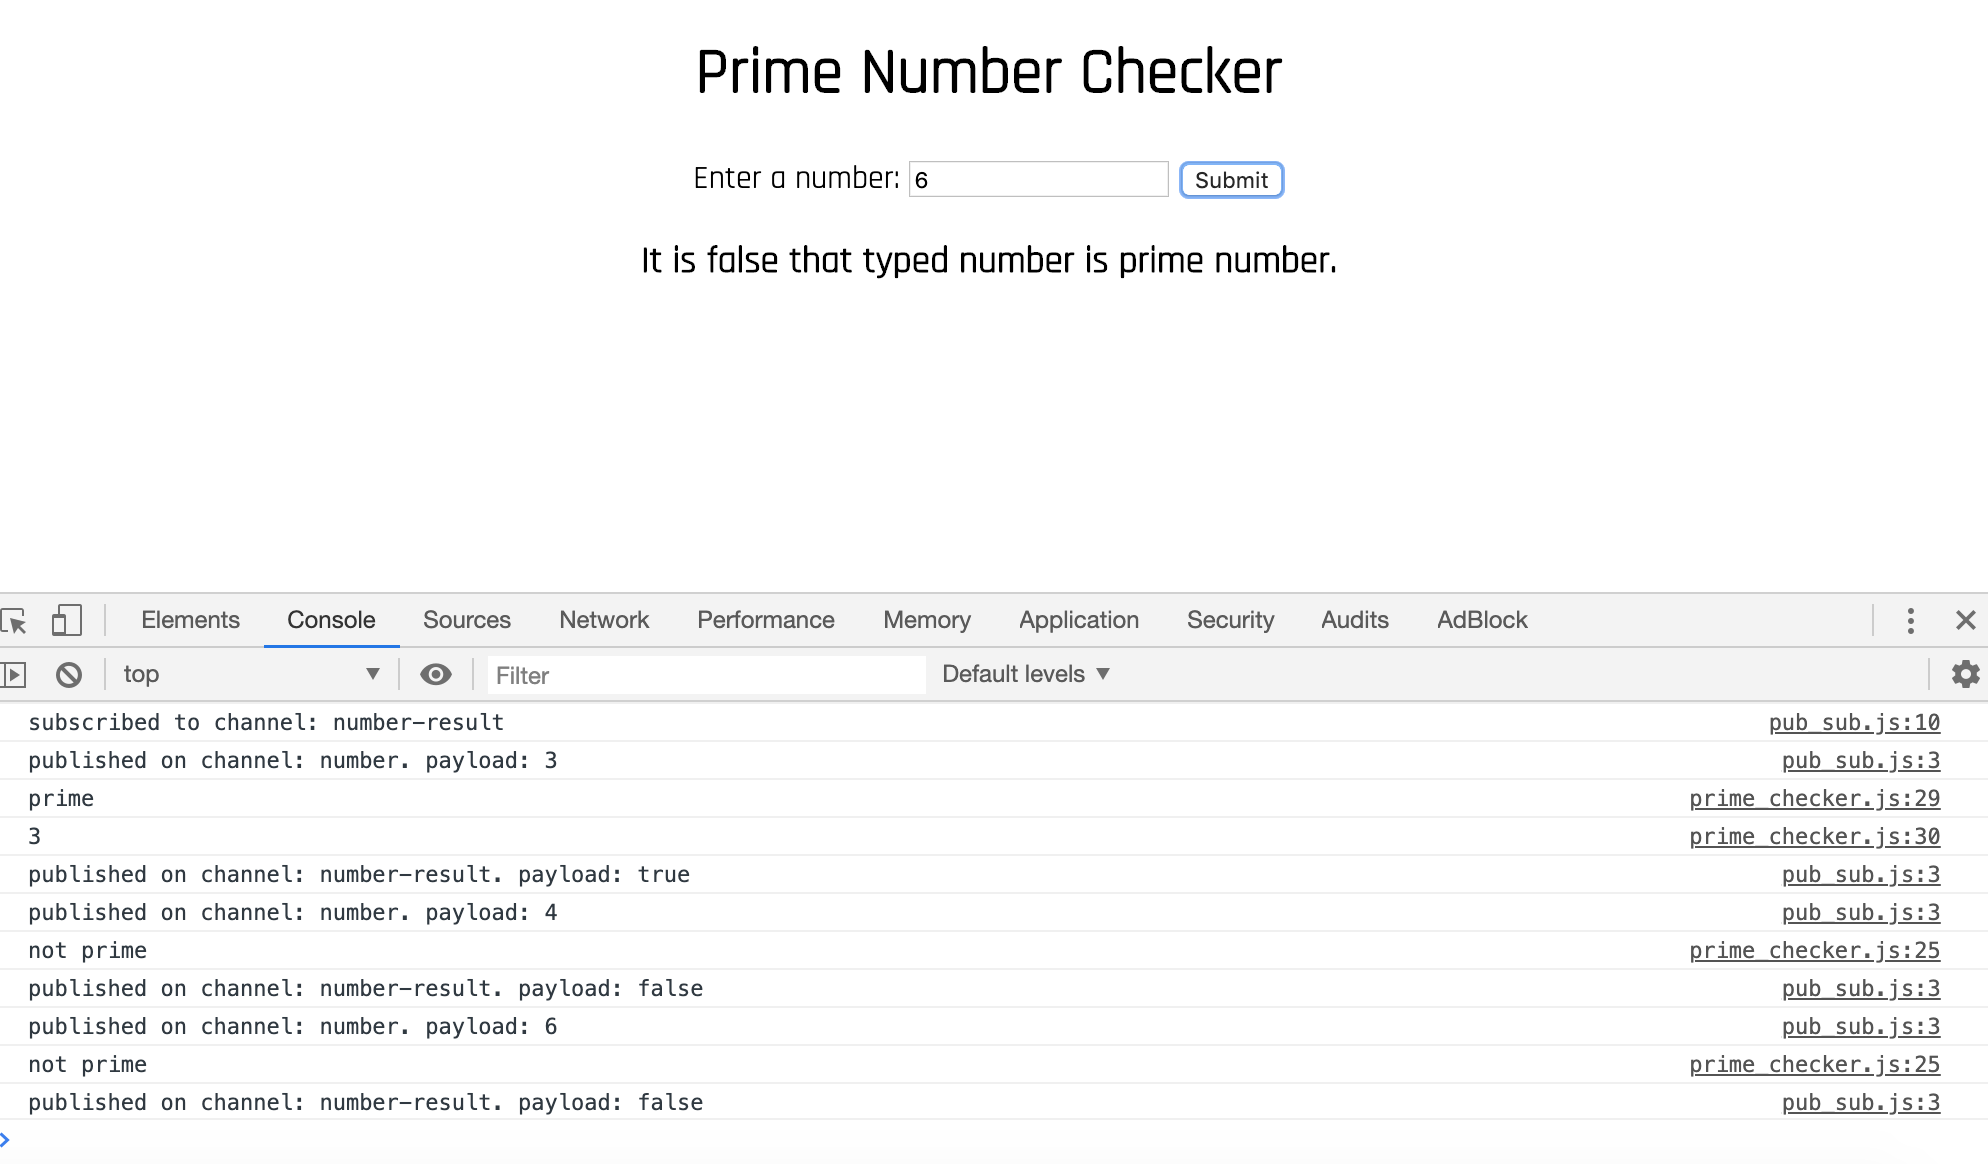 Prime Number Checker
Enter a number: 6 Submit
It is false that typed number is prime number.
Elements Console Sources Network Performance Memory Application Security Audits AdBlock
top Filter Default levels
subscribed to channel: number-result pub_sub.js:10
published on channel: number. payload: 3 pub_sub.js:3
prime prime_checker.js:29
3 prime_checker.js:30
published on channel: number-result. payload: true pub_sub.js:3
published on channel: number. payload: 4 pub_sub.js:3
not prime prime_checker.js:25
published on channel: number-result. payload: false pub_sub.js:3
published on channel: number. payload: 6 pub_sub.js:3
not prime prime_checker.js:25
published on channel: number-result. payload: false pub_sub.js:3